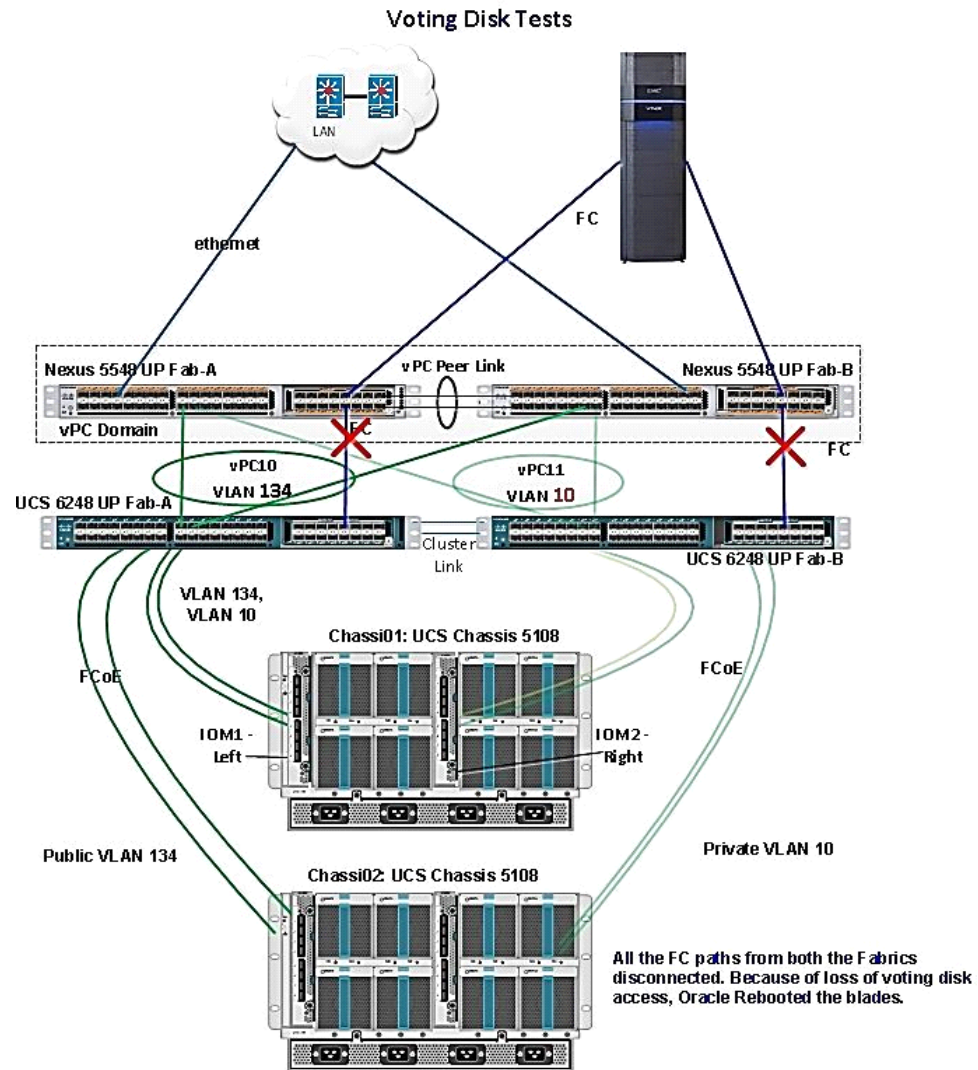 Voting Disk Tests
LAN
EMC
VNX
FC
ethernet
Nexus 5548 UP Fab-A
vPC Peer Link
Nexus 5548 UP Fab-B
vPC Domain
FC
FC
vPC10
VLAN 134
vPC11
VLAN 10
UCS 6248 UP Fab-A
Cluster
Link
UCS 6248 UP Fab-B
VLAN 134,
VLAN 10
Chassi01: UCS Chassis 5108
FCoE
FCoE
IOM1 -
Left
IOM2 -
Right
Public VLAN 134
Private VLAN 10
Chassi02: UCS Chassis 5108
All the FC paths from both the Fabrics
disconnected. Because of loss of voting disk
access, Oracle Rebooted the blades.